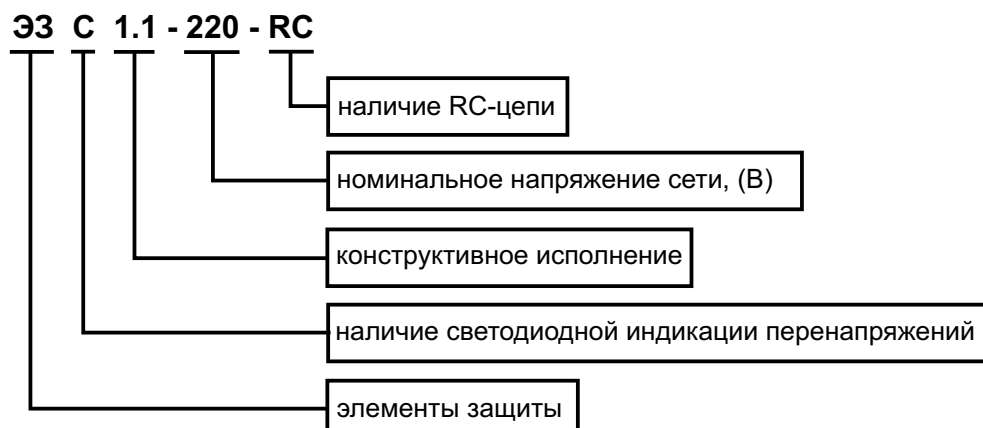 ЭЗ С 1.1 - 220 - RC
наличие RC-цепи
номинальное напряжение сети, (В)
конструктивное исполнение
наличие светодиодной индикации перенапряжений
элементы защиты